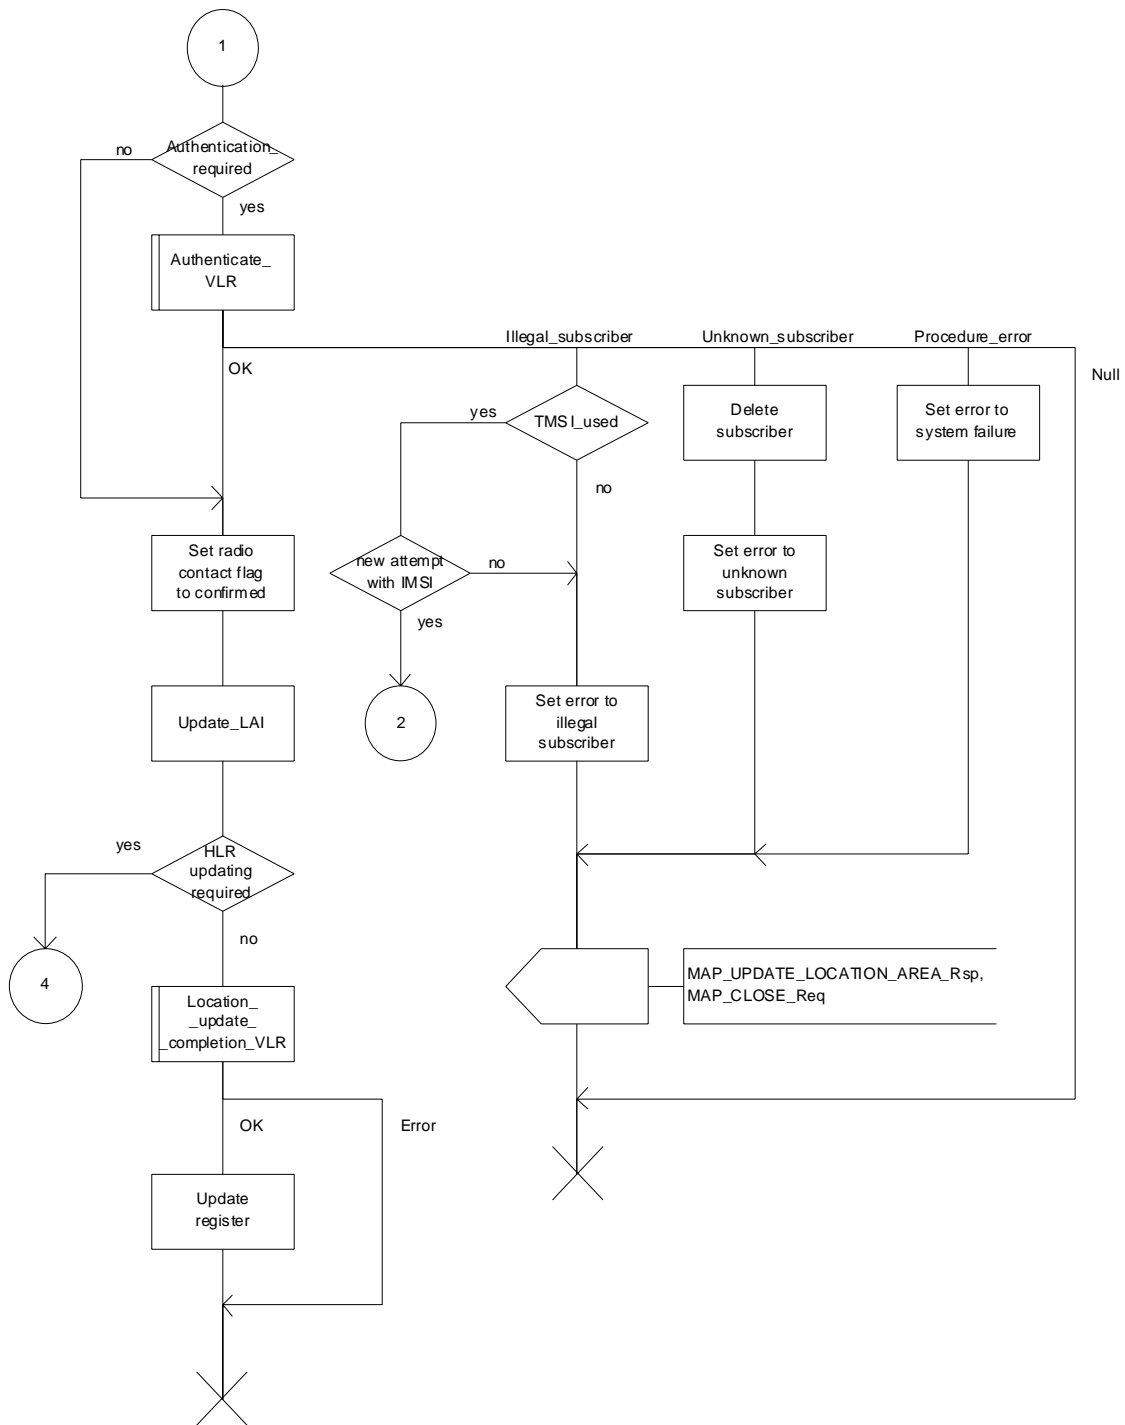 1
no
Authentication_
required
yes
Authenticate_
VLR
Illegal_subscriber
Unknown_subscriber
Procedure_error
OK
Null
yes
TMSI_used
Delete
subscriber
Set error to
system failure
no
Set radio
contact flag
to confirmed
new attempt
with IMSI
no
Set error to
unknown
subscriber
yes
Update_LAI
2
Set error to
illegal
subscriber
yes
HLR
updating
required
no
4
MAP_UPDATE_LOCATION_AREA_Rsp,
MAP_CLOSE_Req
Location_
_update_
_completion_VLR
OK
Error
Update
register